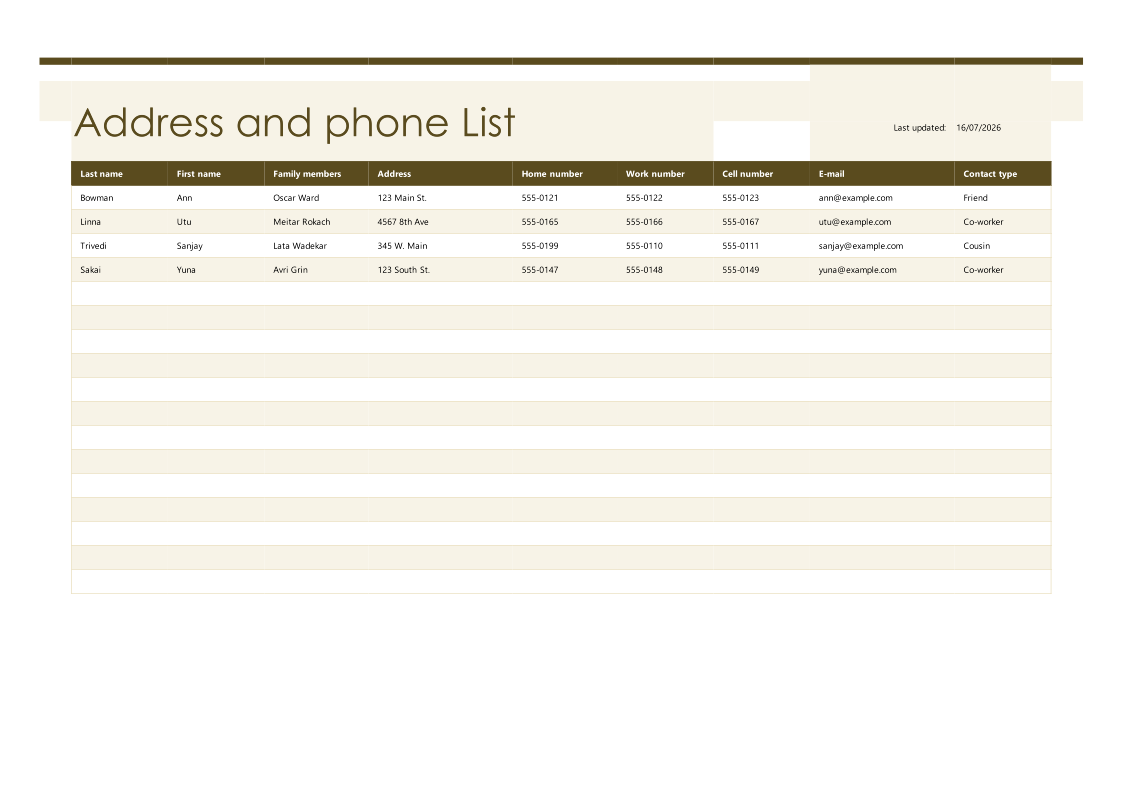 Address and phone List
Last updated: 16/07/2026
Last name First name Family members Address Home number Work number Cell number E-mail Contact type
Bowman Ann Oscar Ward 123 Main St. 555-0121 555-0122 555-0123 ann@example.com Friend
Linna Utu Meitar Rokach 4567 8th Ave 555-0165 555-0166 555-0167 utu@example.com Co-worker
Trivedi Sanjay Lata Wadekar 345 W. Main 555-0199 555-0110 555-0111 sanjay@example.com Cousin
Sakai Yuna Avri Grin 123 South St. 555-0147 555-0148 555-0149 yuna@example.com Co-worker